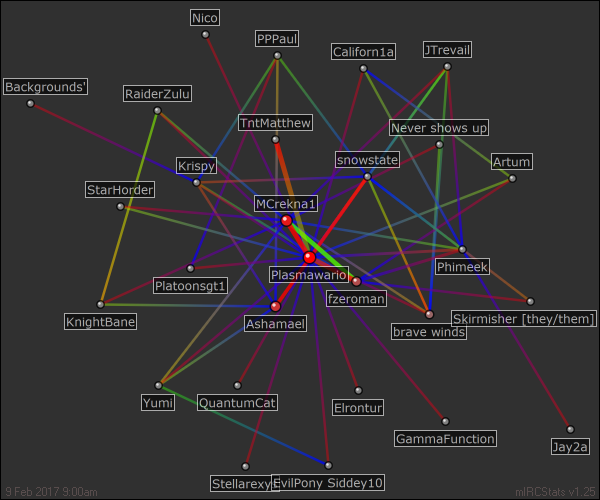 Nico
PPPaul
Californ1a
JTrevail
Backgrounds'
RaiderZulu
TntMatthew
Never shows up
Krispy
snowstate
Artum
StarHorder
MCrekna1
Platoonsgt1
Plasmawario
Phimeek
fzeroman
KnightBane
Ashamael
brave winds
Skirmisher [they/them]
Yumi
QuantumCat
Elrontur
GammaFunction
Jay2a
Stellarexy
EvilPony Siddey10
9 Feb 2017 9:00am
mIRCStats v1.25